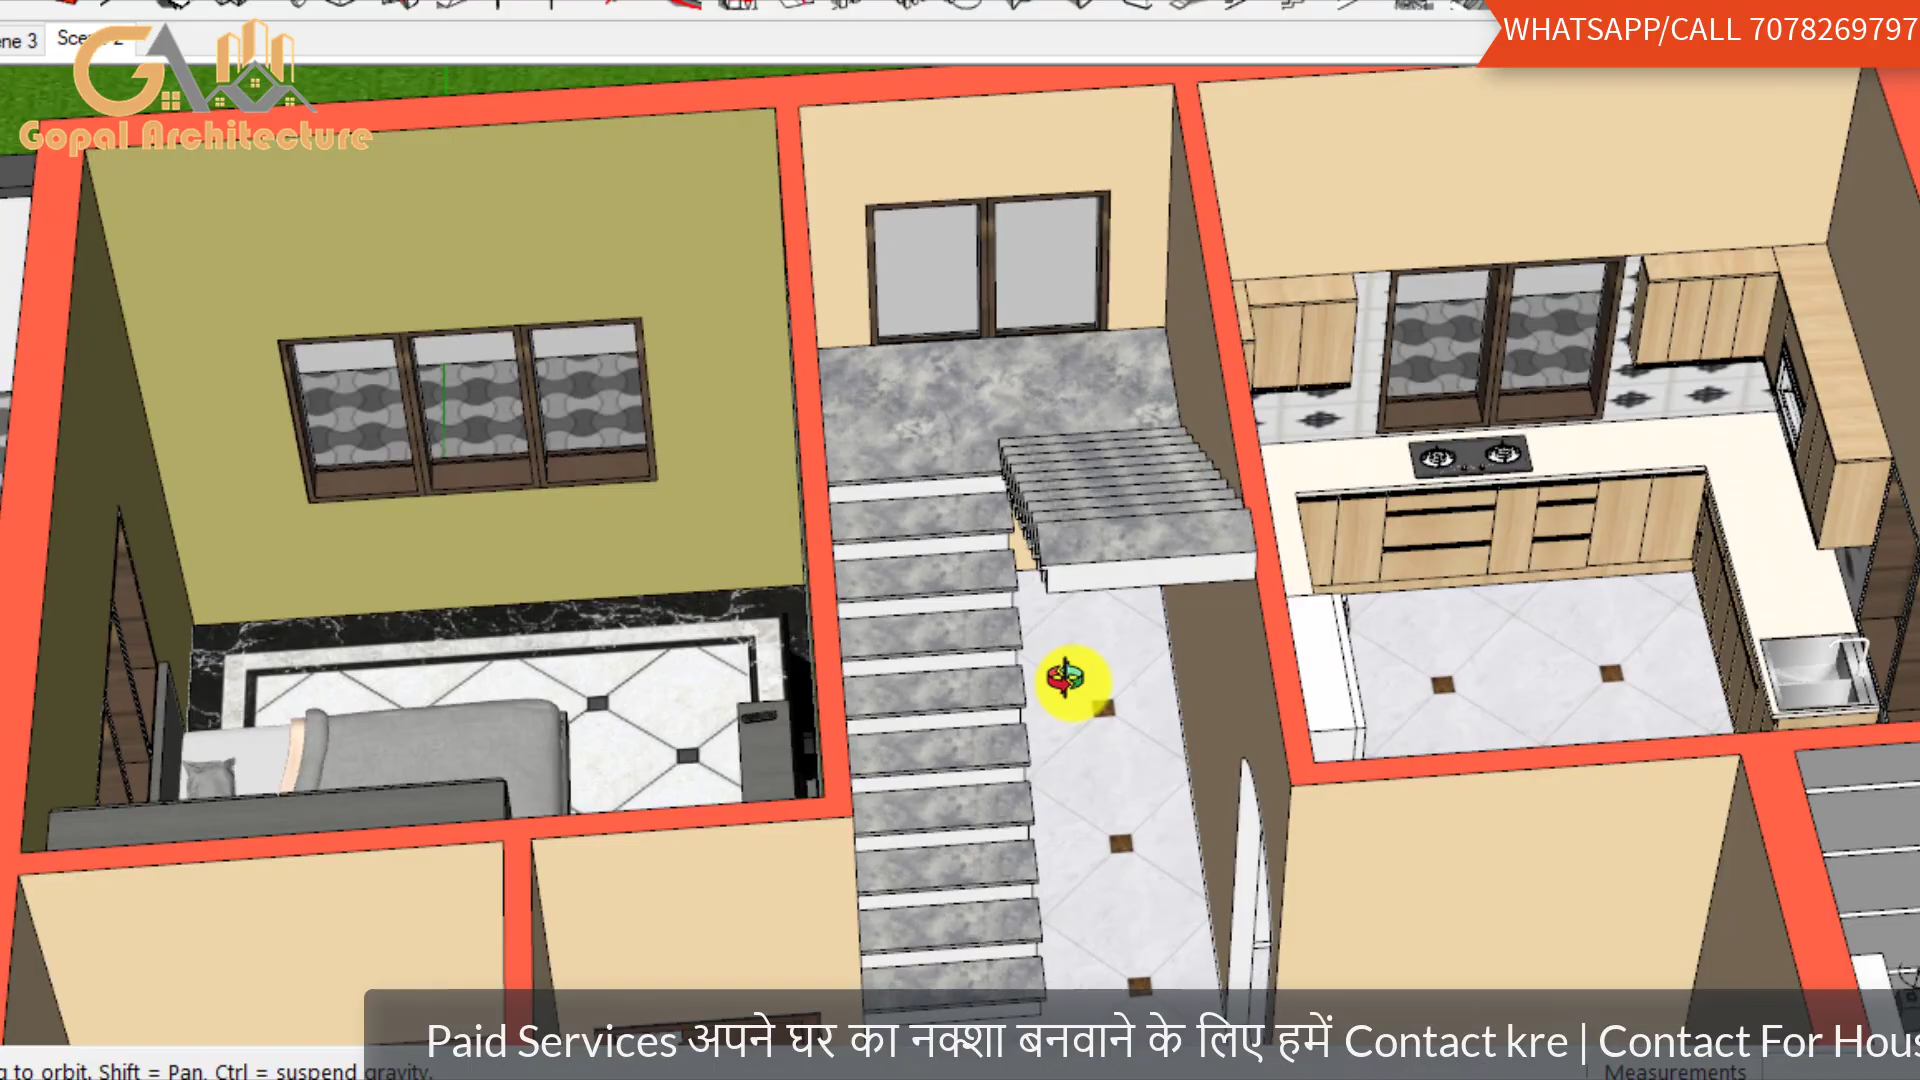 WHATSAPP/CALL 7078269797
ne 3
Gopal Architecture
Paid Services अपने घर का नक्शा बनवाने के लिए हमें Contact kre | Contact For Hous
to orbit. Shift = Pan, Ctrl = suspend gravity.
Measurements